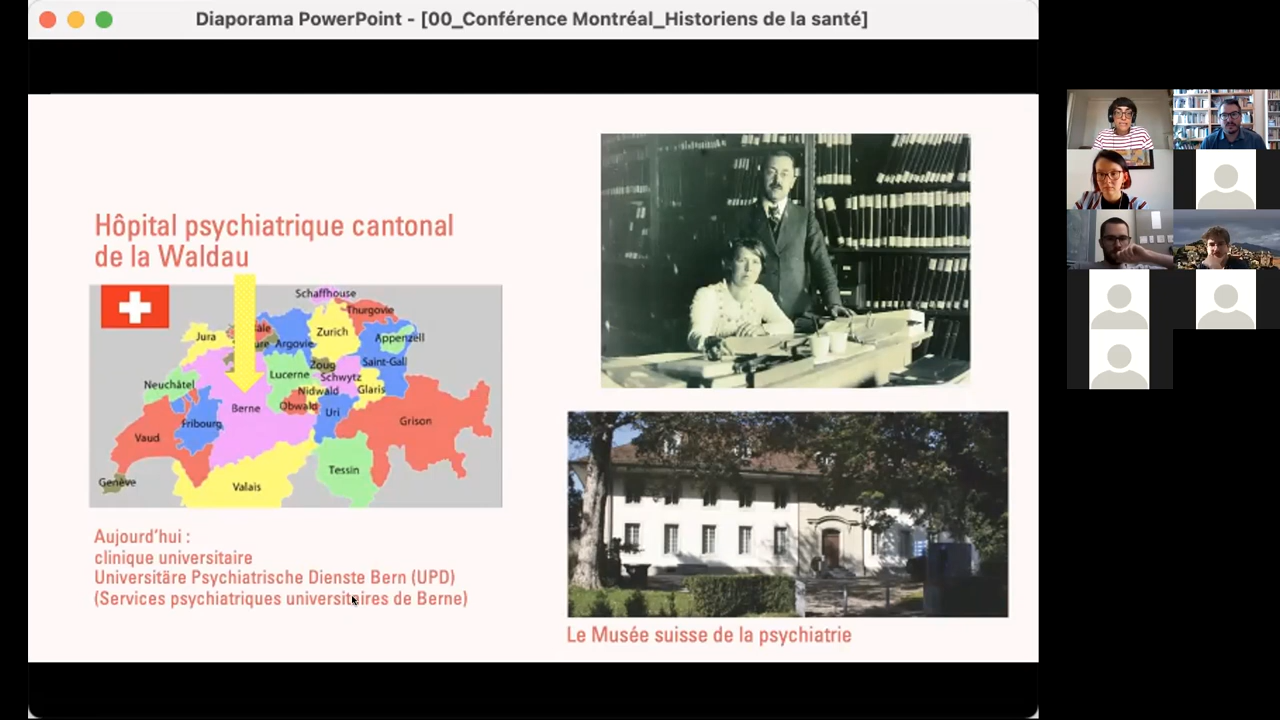 Diaporama PowerPoint - [00_Conférence Montréal_Historiens de la santé]
Hôpital psychiatrique cantonal
de la Waldau
Schaffhouse
Thurgovie
Jura
Zurich
Argovie
Appenzell
Saint-Gall
Zoug
Lucerne
Schwytz
Neuchâtel
Nidwald
Glaris
Berne
Obwald
Uri
Fribourg
Grison
Vaud
Tessin
Genève
Valais
Aujourd'hui :
clinique universitaire
Universitäre Psychiatrische Dienste Bern (UPD)
(Services psychiatriques universitaires de Berne)
Le Musée suisse de la psychiatrie